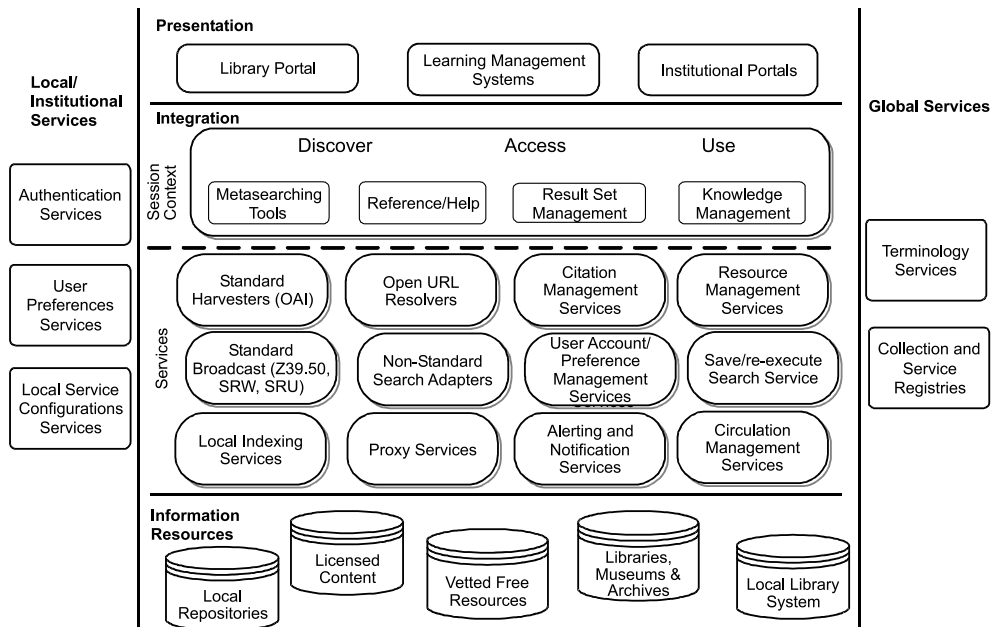 Local/
Institutional
Services
Authentication
Services
User
Preferences
Services
Local Service
Configurations
Services
Presentation
Library Portal
Learning Management
Systems
Institutional Portals
Integration
Session
Context
Discover
Access
Use
Metasearching
Tools
Reference/Help
Result Set
Management
Knowledge
Management
Services
Standard
Harvesters (OAI)
Open URL
Resolvers
Citation
Management
Services
Resource
Management
Services
Standard
Broadcast (Z39.50,
SRW, SRU)
Non-Standard
Search Adapters
User Account/
Preference
Management
Services
Save/re-execute
Search Service
Local Indexing
Services
Proxy Services
Alerting and
Notification
Services
Circulation
Management
Services
Information
Resources
Local
Repositories
Licensed
Content
Vetted Free
Resources
Libraries,
Museums &
Archives
Local Library
System
Global Services
Terminology
Services
Collection and
Service
Registries